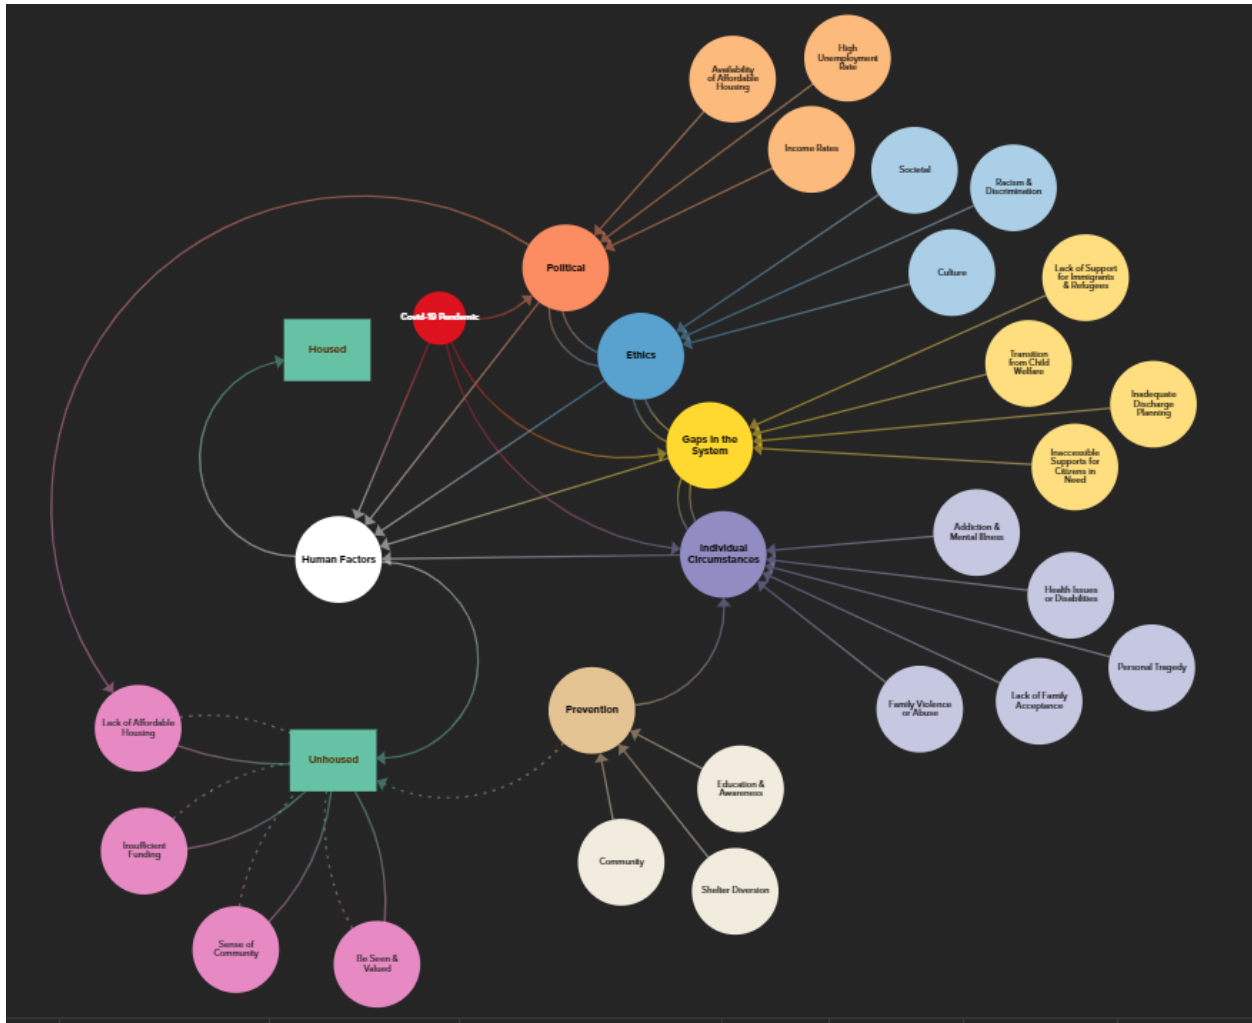 High
Unemployment
Rate
Availability
of Affordable
Housing
Income Rates
Societal
Racism &
Discrimination
Culture
Political
Lack of Support
for Immigrants
& Refugees
Covid-19 Pandemic
Housed
Ethics
Transition
from Child
Welfare
Inadequate
Discharge
Planning
Gaps in the
System
Inaccessible
Supports for
Citizens in
Need
Addiction &
Mental Illness
Individual
Circumstances
Human Factors
Health Issues
or Disabilities
Personal Tragedy
Lack of Family
Acceptance
Family Violence
or Abuse
Prevention
Lack of Affordable
Housing
Unhoused
Education &
Awareness
Insufficient
Funding
Community
Shelter Diversion
Sense of
Community
Be Seen &
Valued